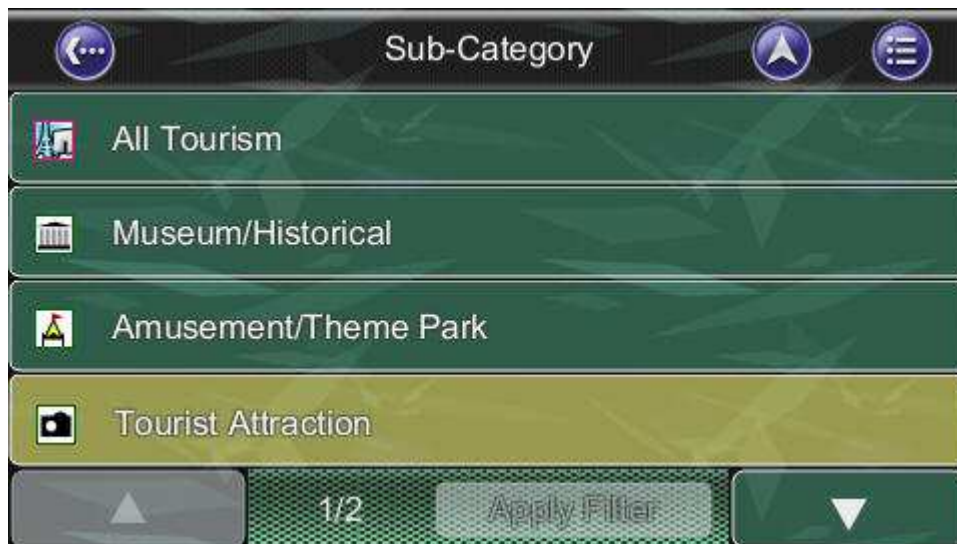 Sub-Category
All Tourism
Museum/Historical
Amusement/Theme Park
Tourist Attraction
1/2 Apply Filter